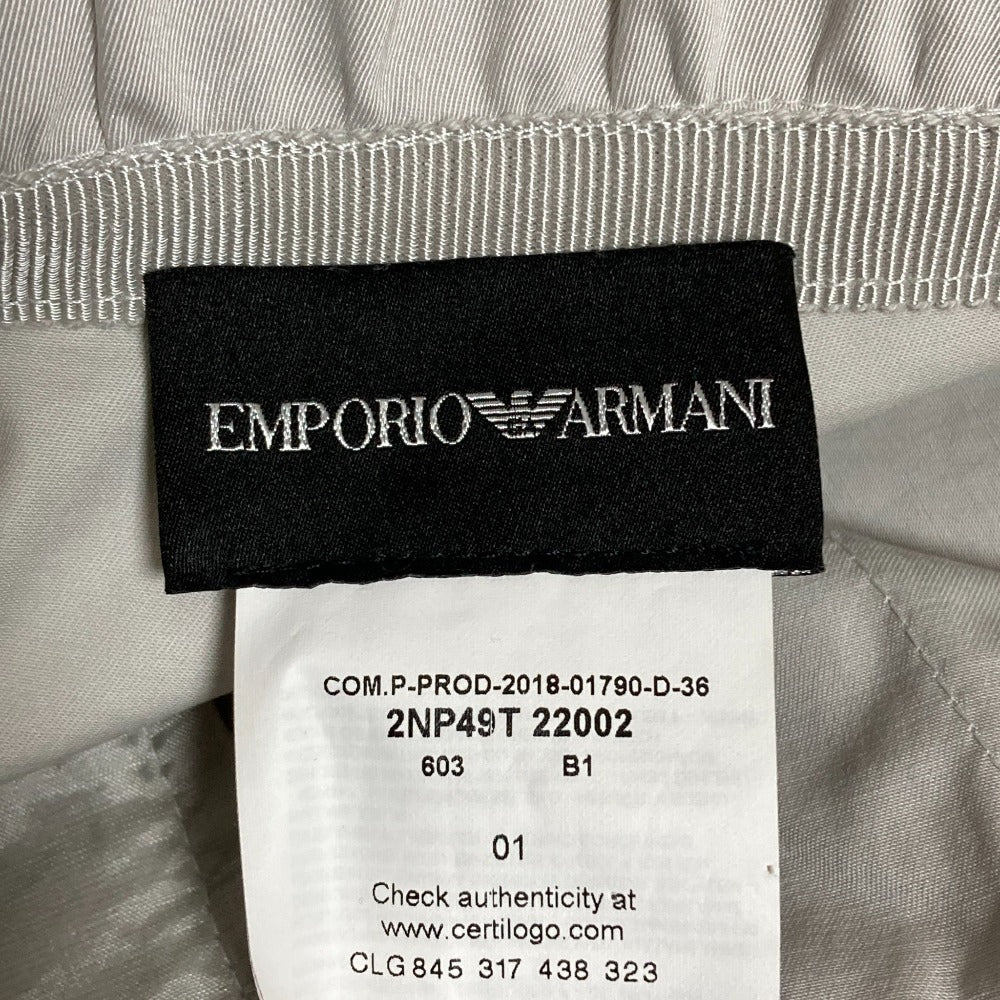 EMPORIO ARMANI
COM.P-PROD-2018-01790-D-36
2NP49T 22002
603 B1
01
Check authenticity at
www.certilogo.com
CLG 845 317 438 323